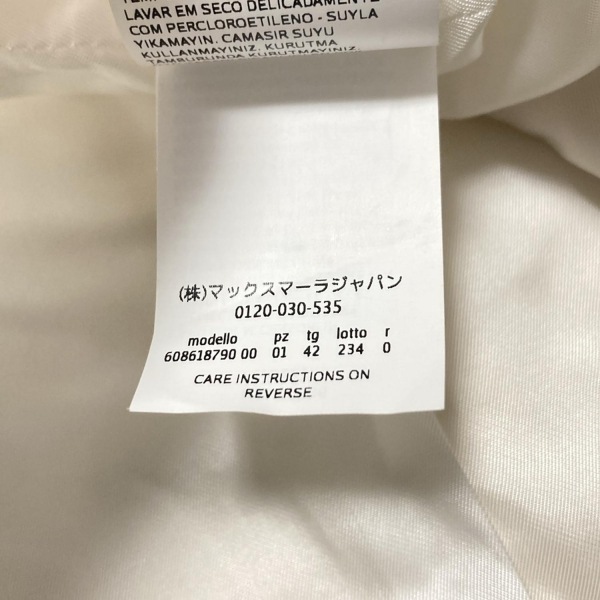 LAVAR EM SECO DELICADAMENTE
COM PERCLOROETILENO - SUYLA
YIKAMAYIN. CAMASIR SUYU
KULLANMAYINIZ. KURUTMA
TAMBURUNDA KURUTMAYINIZ.
(株)マックスマーラジャパン
0120-030-535
modello pz tg lotto r
608618790 00 01 42 234 0
CARE INSTRUCTIONS ON
REVERSE